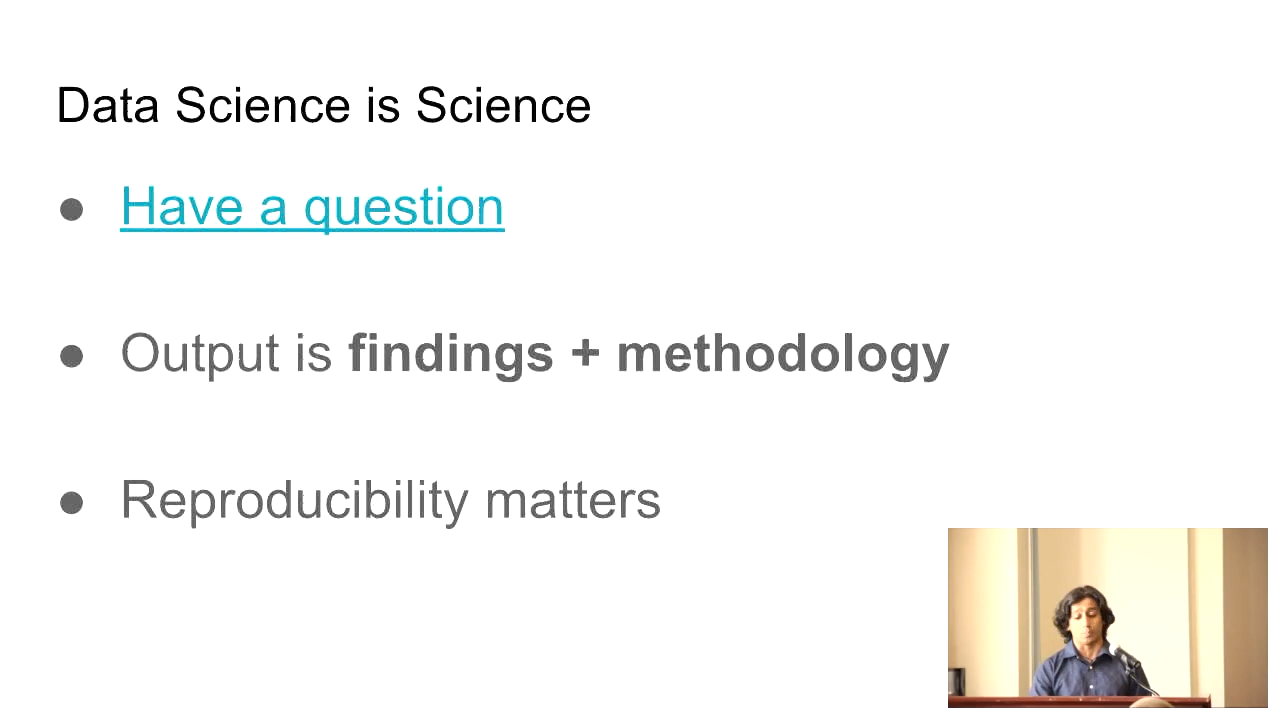 Data Science is Science
● Have a question
● Output is findings + methodology
● Reproducibility matters